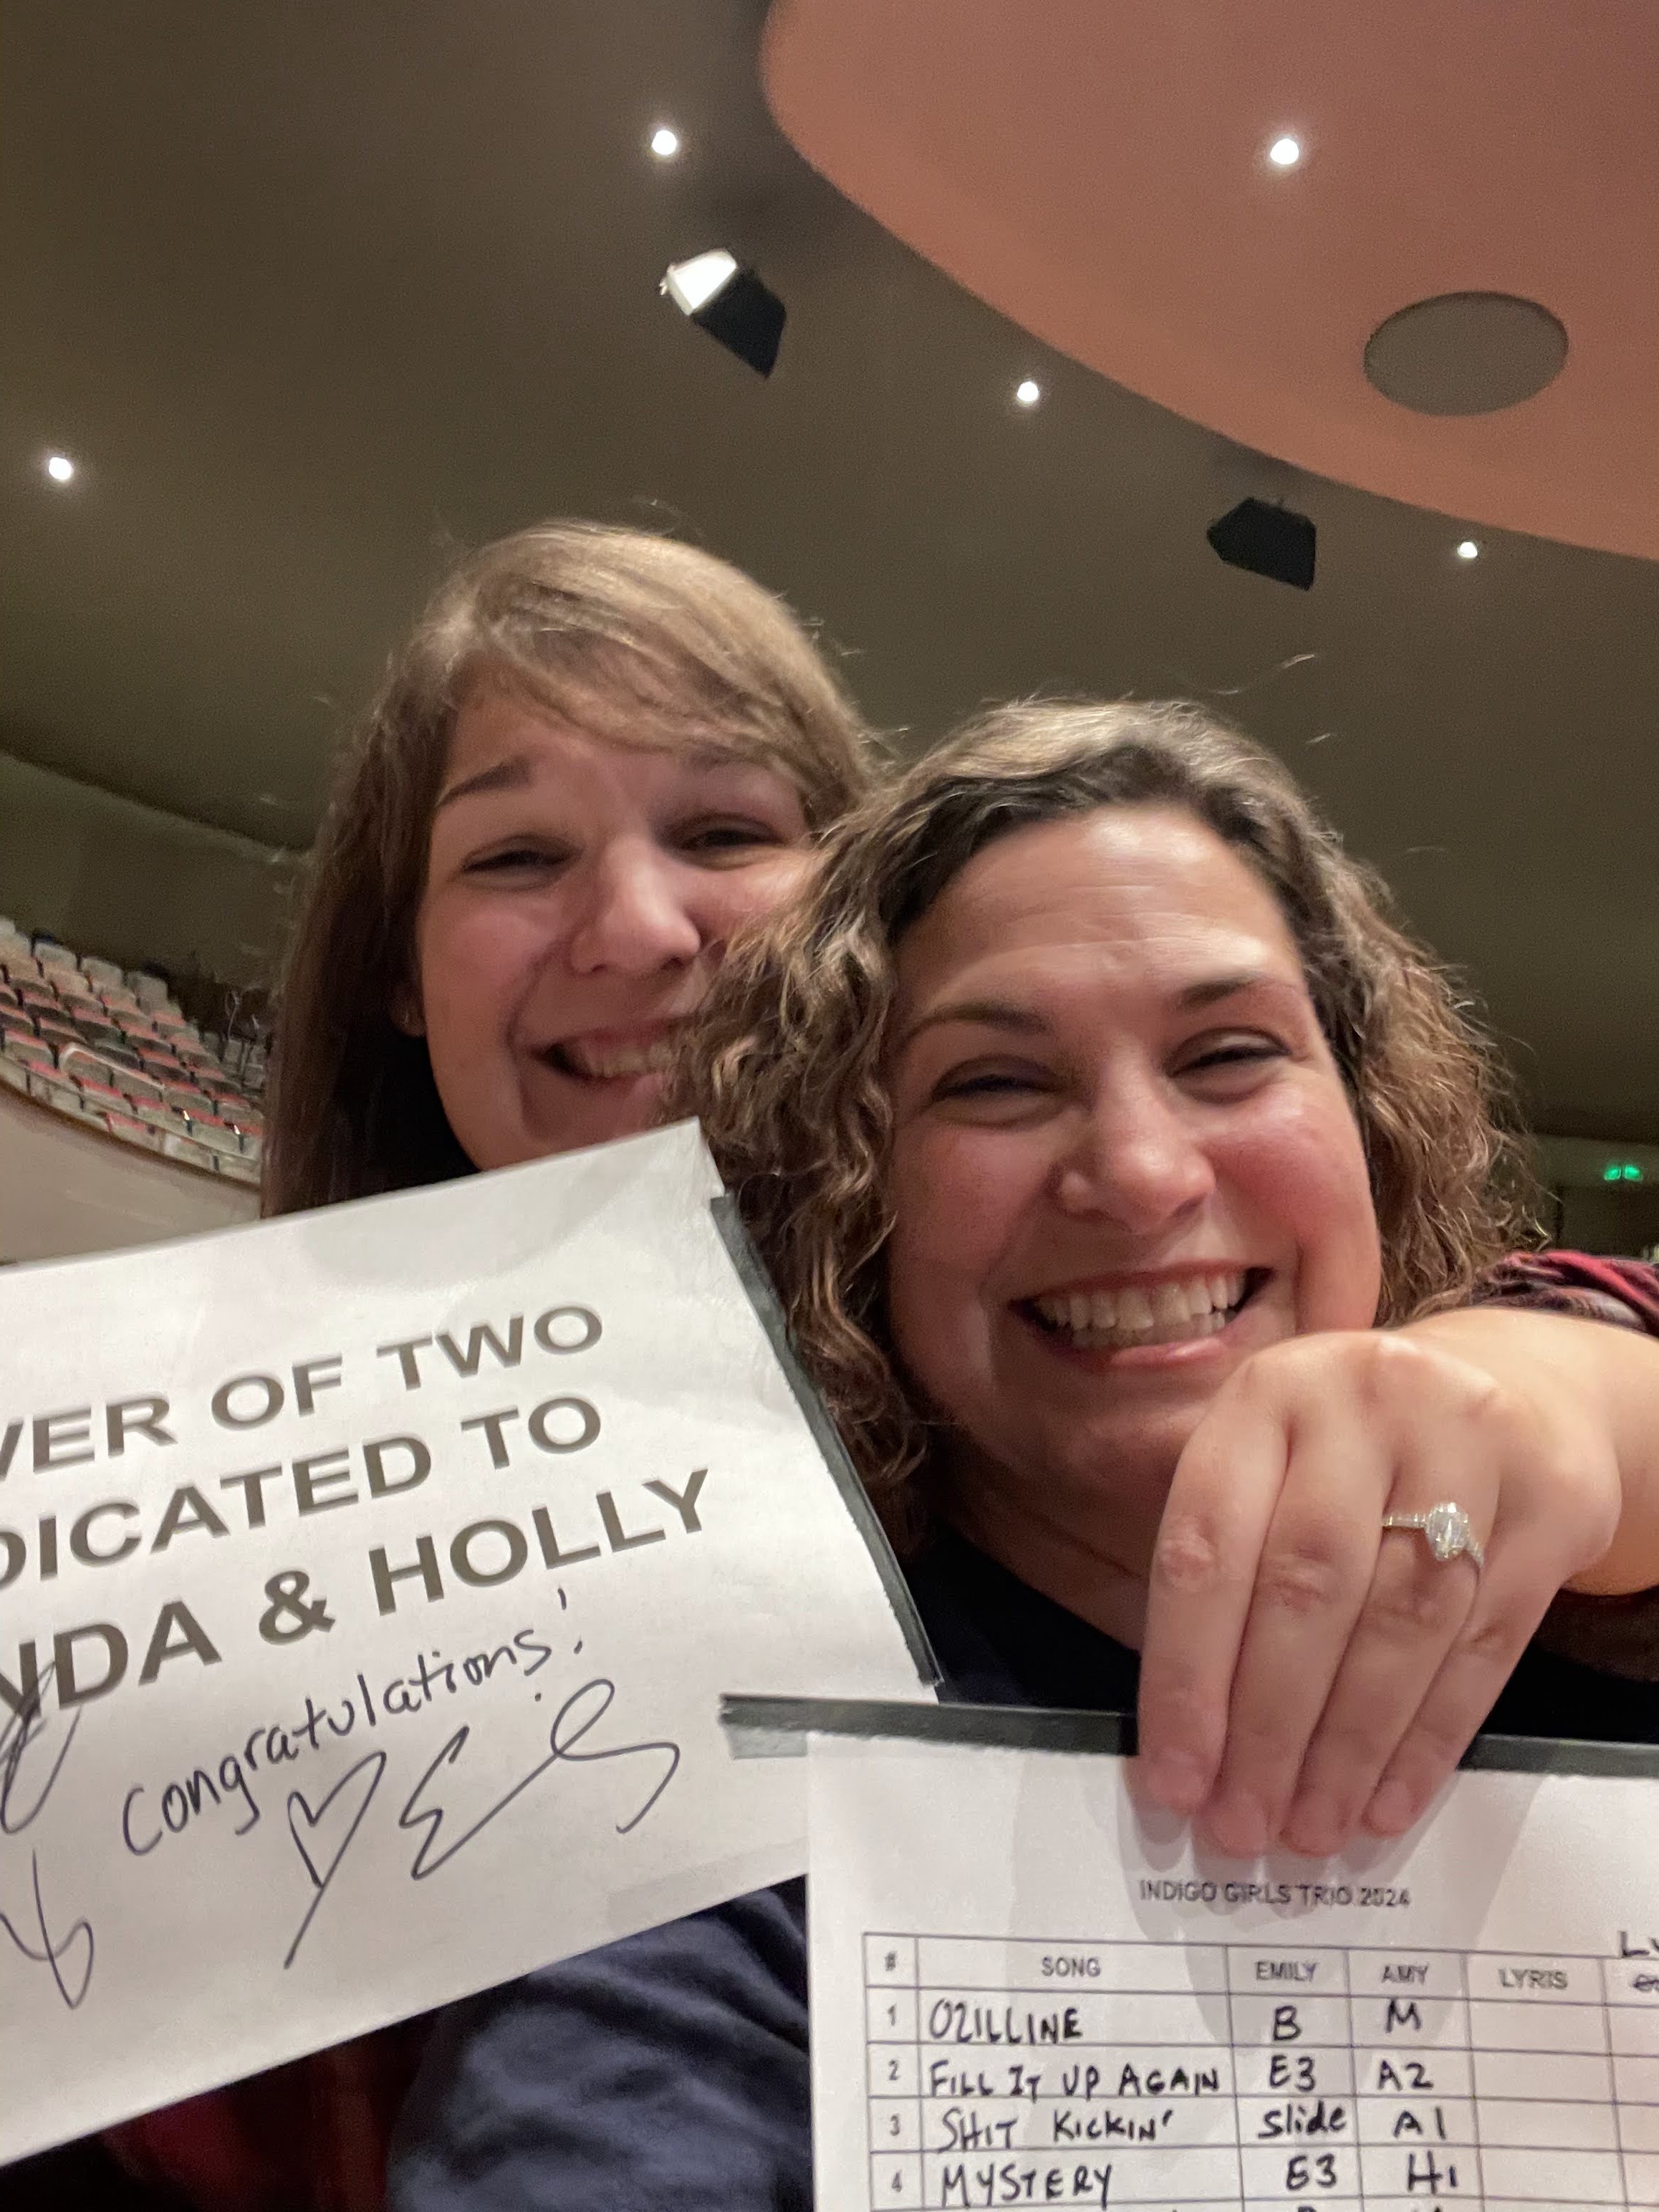 VER OF TWO
DICATED TO
NDA & HOLLY
Congratulations!
INDIGO GIRLS TRIO 2024
# SONG EMILY AMY LYRIS
1 OZILLINE B M
2 FILL IT UP AGAIN E3 A2
3 SHIT KICKIN' Slide A1
4 MYSTERY E3 H1